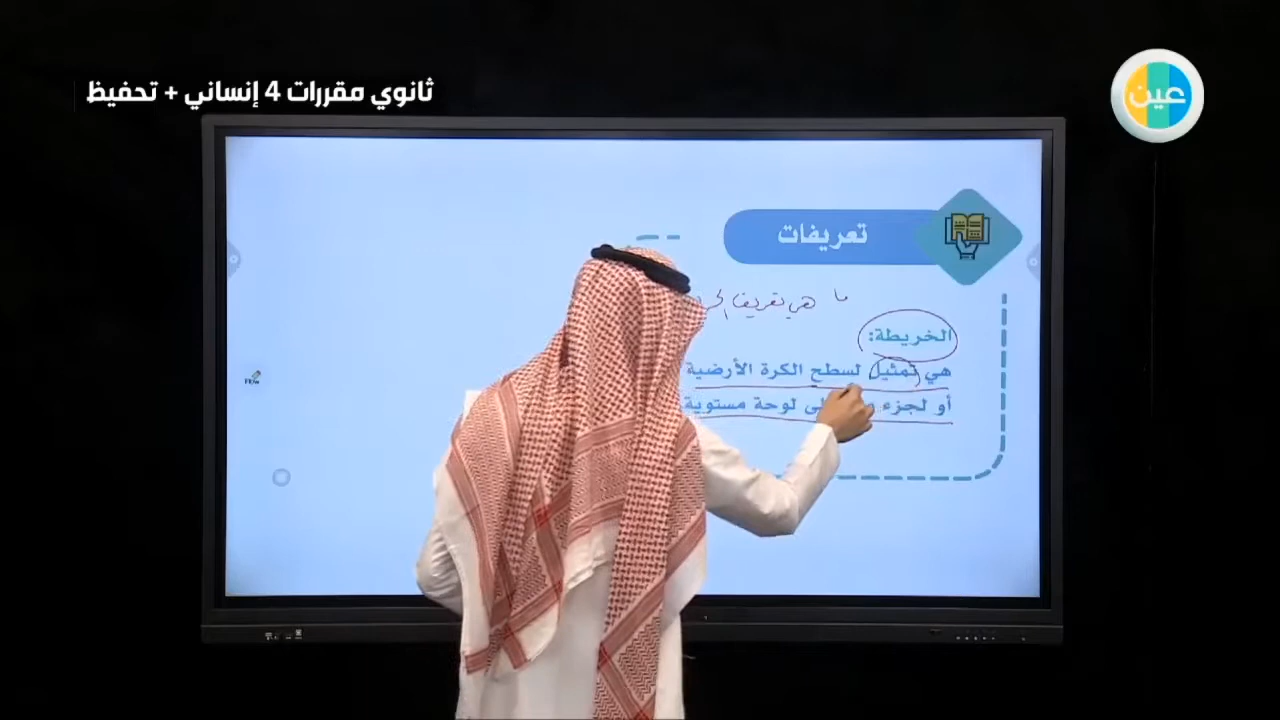 ثانوي مقررات 4 إنساني + تحفيظ
عين
تعريفات
ما هي تعريف
الخريطة:
هي تمثيل لسطح الكرة الأرضية
أو لجزء لوحة مستوية